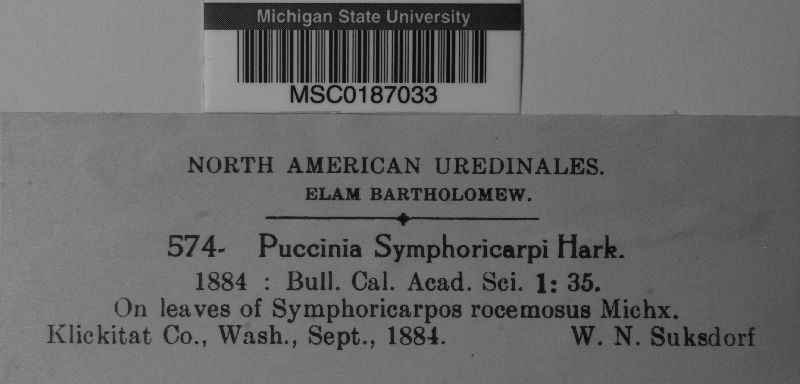 Michigan State University
MSC0187033
NORTH AMERICAN UREDINALES.
ELAM BARTHOLOMEW.
574- Puccinia Symphoricarpi Hark.
1884 : Bull. Cal. Acad. Sci. 1: 35.
On leaves of Symphoricarpos rocemosus Michx.
Klickitat Co., Wash., Sept., 1884. W. N. Suksdorf